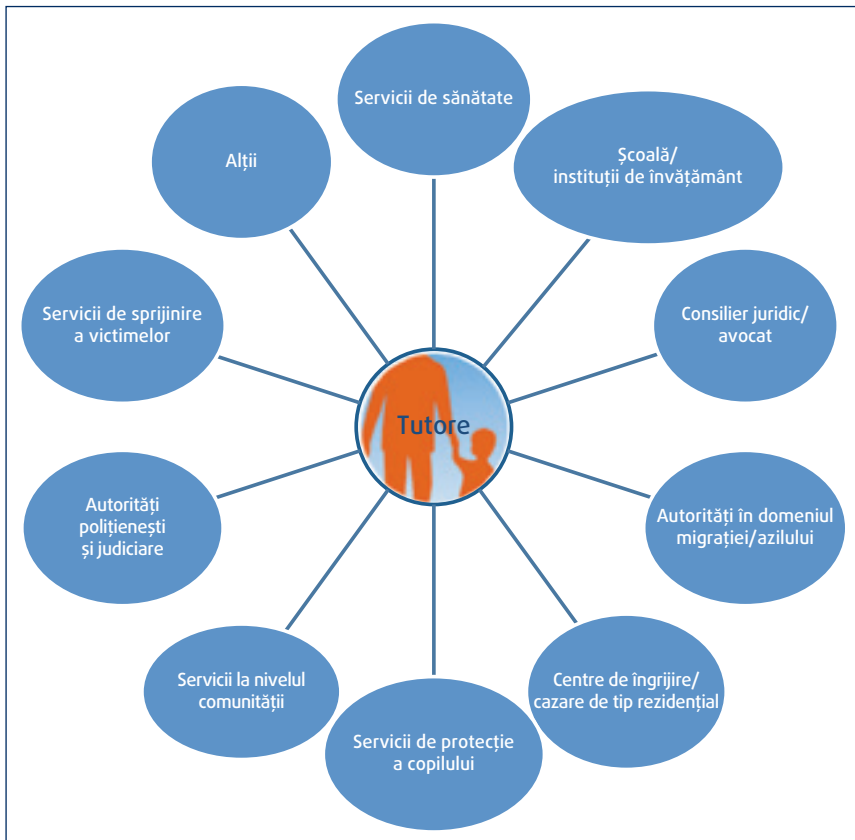 Servicii de sănătate
Școală/
instituții de învățământ
Consilier juridic/
avocat
Autorități în domeniul
migrației/azilului
Centre de îngrijire/
cazare de tip rezidențial
Servicii de protecție
a copilului
Servicii la nivelul
comunității
Autorități
polițienești
și judiciare
Servicii de sprijinire
a victimelor
Alții
Tutore